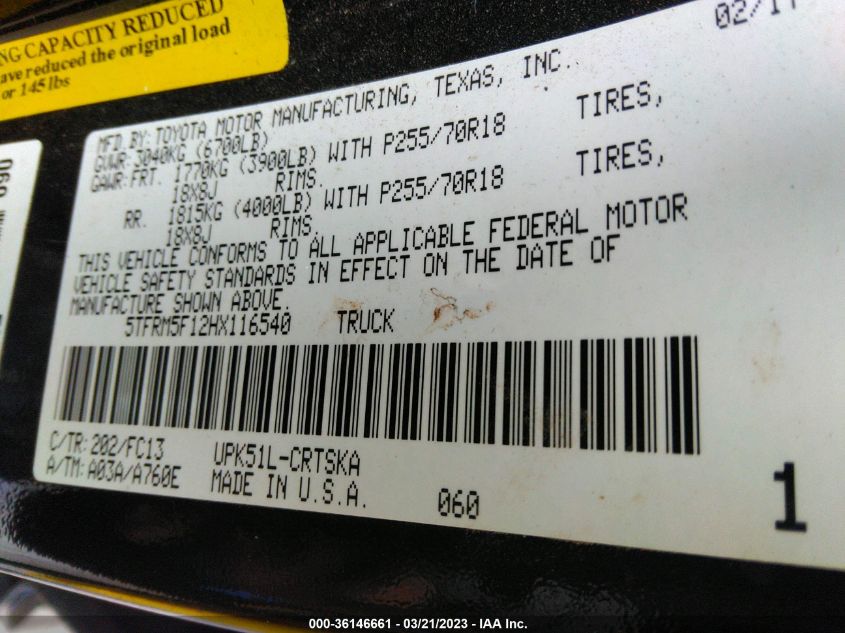 NG CAPACITY REDUCED
ave reduced the original load
or 145 lbs
02/17
MFD.BY:TOYOTA MOTOR MANUFACTURING, TEXAS, INC.
GVWR:3040KG (6700LB)
GAWR:FRT. 1770KG (3900LB) WITH P255/70R18 TIRES,
18X8J RIMS.
RR. 1815KG (4000LB) WITH P255/70R18 TIRES,
18X8J RIMS.
THIS VEHICLE CONFORMS TO ALL APPLICABLE FEDERAL MOTOR
VEHICLE SAFETY STANDARDS IN EFFECT ON THE DATE OF
MANUFACTURE SHOWN ABOVE.
5TFRM5F12HX116540 TRUCK
C/TR:202/FC13 UPK51L-CRTSKA
A/TM:A03A/A760E MADE IN U.S.A. 060
1
060
000-36146661 / 03/21/2023 / IAA Inc.